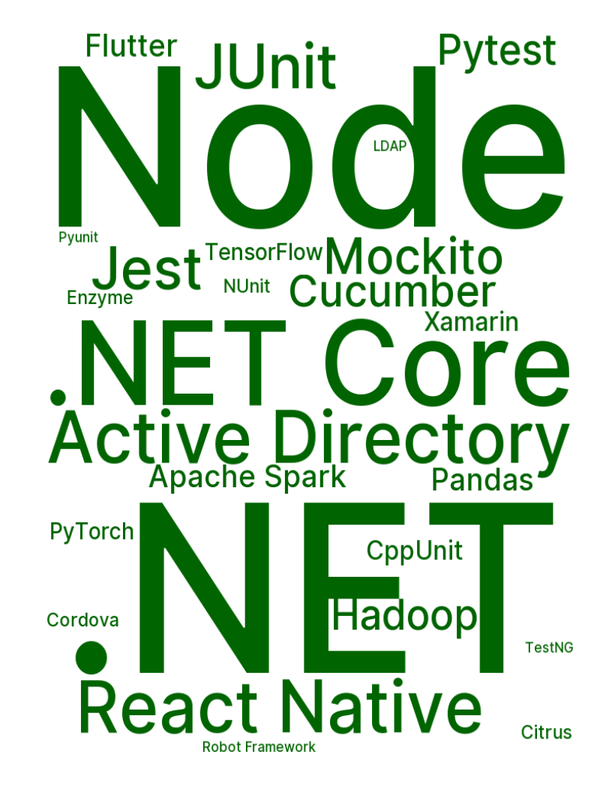 Flutter
JUnit
Pytest
Node
LDAP
Pyunit
Jest
TensorFlow
Mockito
NUnit
Cucumber
Enzyme
Xamarin
.NET Core
Active Directory
Apache Spark
Pandas
PyTorch
.NET
CppUnit
Hadoop
Cordova
TestNG
React Native
Citrus
Robot Framework